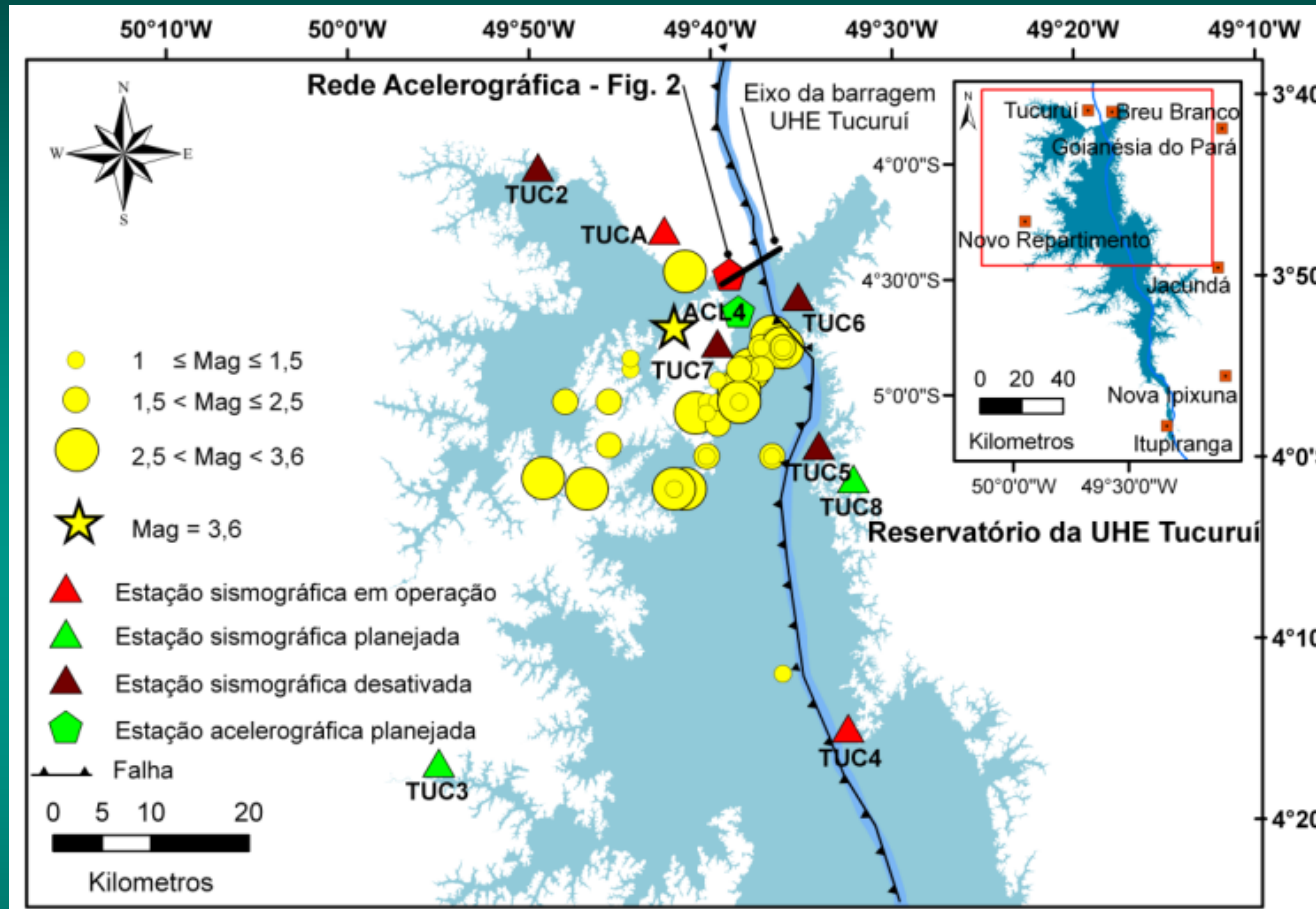 50°10'W 50°0'W 49°50'W 49°40'W 49°30'W 49°20'W 49°10'W
Rede Acelerográfica - Fig. 2
Eixo da barragem
UHE Tucuruí
N
W E
S
TUC2
TUCA
ACL4
TUC6
TUC7
TUC5
TUC8
TUC4
TUC3
Reservatório da UHE Tucuruí
1 ≤ Mag ≤ 1,5
1,5 < Mag ≤ 2,5
2,5 < Mag < 3,6
Mag = 3,6
Estação sismográfica em operação
Estação sismográfica planejada
Estação sismográfica desativada
Estação acelerográfica planejada
Falha
0 5 10 20
Kilometros
N
Tucuruí
Breu Branco
Goianésia do Pará
Novo Repartimento
Jacundá
Nova Ipixuna
Itupiranga
0 20 40
Kilometros
4°0'0"S
4°30'0"S
5°0'0"S
50°0'0"W 49°30'0"W
3°40
3°50
4°0'
4°10
4°20